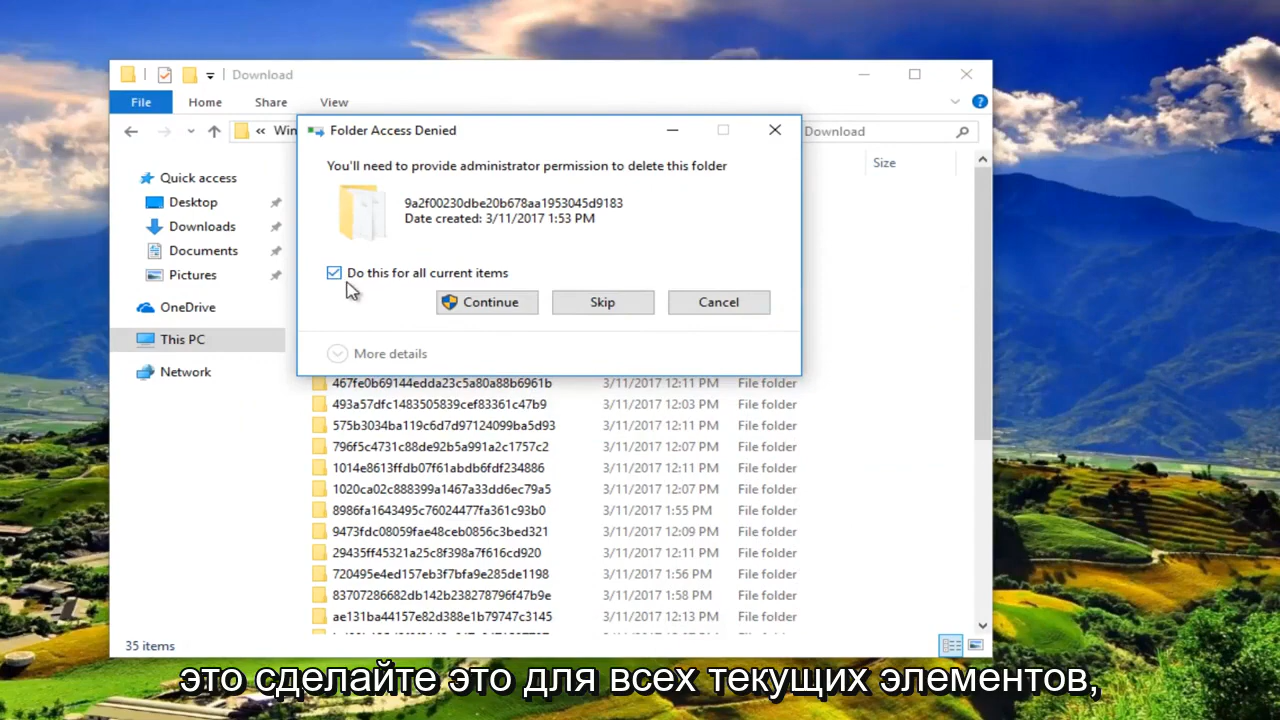 Download
File Home Share View
« Win
Download
Folder Access Denied
You'll need to provide administrator permission to delete this folder
9a2f00230dbe20b678aa1953045d9183
Date created: 3/11/2017 1:53 PM
Do this for all current items
Continue Skip Cancel
More details
Size
Quick access
Desktop
Downloads
Documents
Pictures
OneDrive
This PC
Network
467fe0b69144edda23c5a80a88b6961b 3/11/2017 12:11 PM File folder
493a57dfc1483505839cef83361c47b9 3/11/2017 12:03 PM File folder
575b3034ba119c6d7d97124099ba5d93 3/11/2017 12:11 PM File folder
796f5c4731c88de92b5a991a2c1757c2 3/11/2017 12:07 PM File folder
1014e8613ffdb07f61abdb6fdf234886 3/11/2017 12:11 PM File folder
1020ca02c888399a1467a33dd6ec79a5 3/11/2017 12:07 PM File folder
8986fa1643495c76024477fa361c93b0 3/11/2017 1:55 PM File folder
9473fdc08059fae48ceb0856c3bed321 3/11/2017 12:09 PM File folder
29435ff45321a25c8f398a7f616cd920 3/11/2017 12:11 PM File folder
720495e4ed157eb3f7bfa9e285de1198 3/11/2017 1:56 PM File folder
83707286682db142b238278796f47b9e 3/11/2017 1:58 PM File folder
ae131ba44157e82d388e1b79747c3145 3/11/2017 12:13 PM File folder
35 items
это сделайте это для всех текущих элементов,